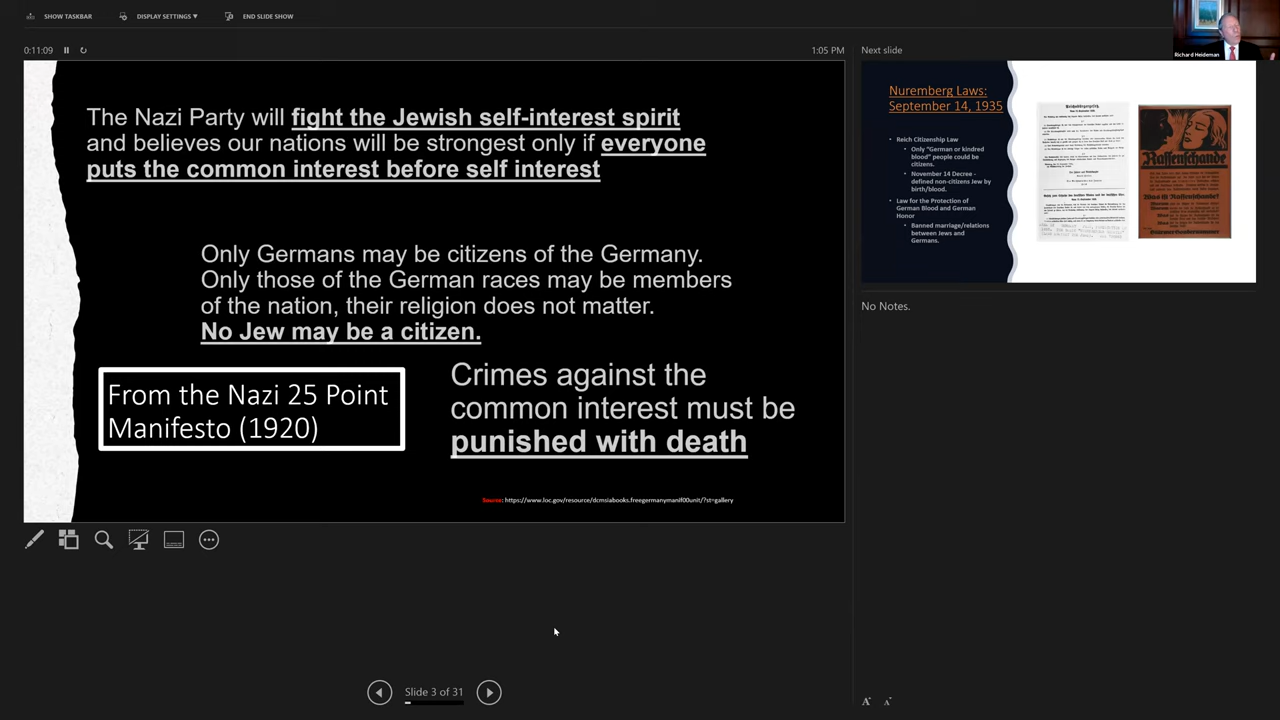 SHOW TASKBAR
DISPLAY SETTINGS ▼
END SLIDE SHOW
0:11:09
1:05 PM
The Nazi Party will fight the Jewish self-interest spirit
and believes our nation will be strongest only if everyone
puts the common interest before self interest
Only Germans may be citizens of the Germany.
Only those of the German races may be members
of the nation, their religion does not matter.
No Jew may be a citizen.
From the Nazi 25 Point
Manifesto (1920)
Crimes against the
common interest must be
punished with death
Source: https://www.loc.gov/resource/dcmsiabooks.freegermanymanif00unit/?st=gallery
Slide 3 of 31
Richard Heideman
Next slide
Nuremberg Laws:
September 14, 1935
• Reich Citizenship Law
• Only "German or kindred
blood" people could be
citizens.
• November 14 Decree -
defined non-citizens Jew by
birth/blood.
• Law for the Protection of
German Blood and German
Honor
• Banned marriage/relations
between Jews and
Germans.
Rassenschande
Was ist Rassenschande?
No Notes.